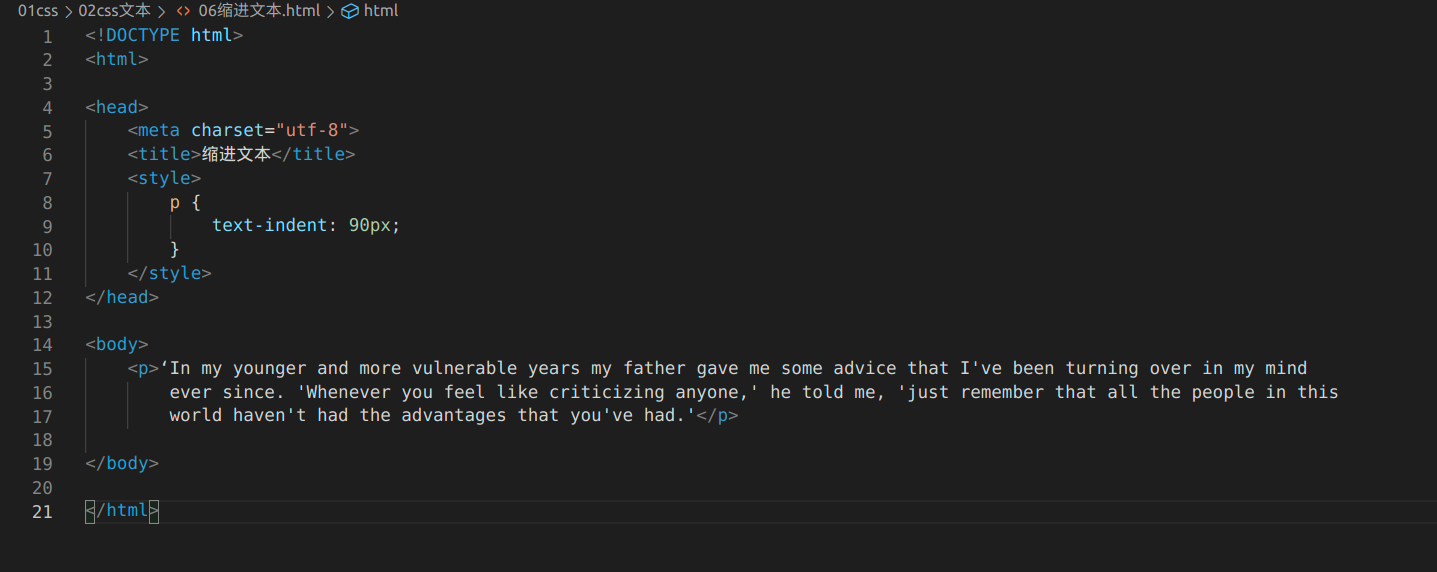 01css > 02css文本 > <> 06缩进文本.html > html
1 <!DOCTYPE html>
2 <html>
3
4 <head>
5     <meta charset="utf-8">
6     <title>缩进文本</title>
7     <style>
8         p {
9             text-indent: 90px;
10         }
11     </style>
12 </head>
13
14 <body>
15     <p>‘In my younger and more vulnerable years my father gave me some advice that I've been turning over in my mind
16         ever since. 'Whenever you feel like criticizing anyone,' he told me, 'just remember that all the people in this
17         world haven't had the advantages that you've had.'</p>
18
19 </body>
20
21 </html>